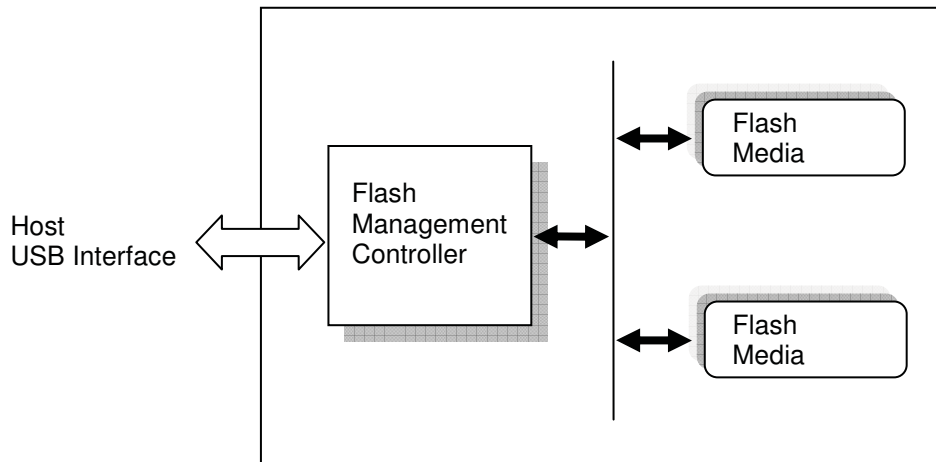 Host
USB Interface
Flash
Management
Controller
Flash
Media
Flash
Media